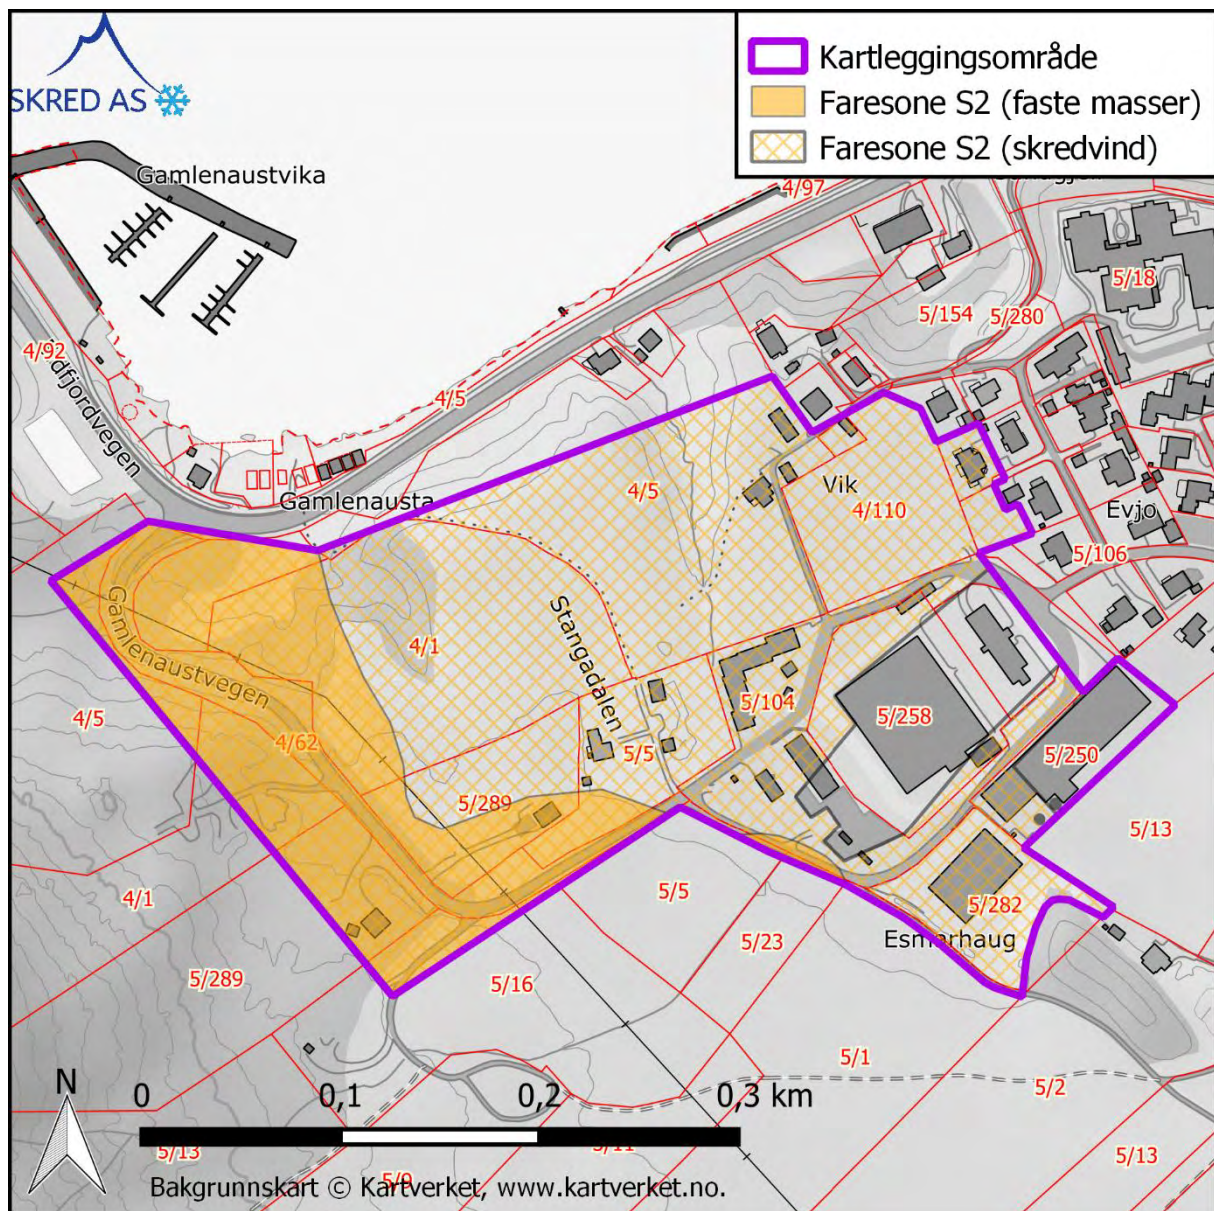 SKRED AS
Kartleggingsområde
Faresone S2 (faste masser)
Faresone S2 (skredvind)
Gamlenaustvika
4/97
5/18
5/154
5/280
4/92
4/5
Gamlenausta
4/5
Vik
4/110
Evjo
5/106
Gamlenaustvegen
4/1
Stangadalen
4/5
4/62
5/104
5/258
5/5
5/250
5/289
5/13
4/1
5/5
5/282
5/23
Esmarhaug
5/289
5/16
5/1
5/2
N
0 0,1 0,2 0,3 km
5/13
5/11
5/13
5/9
Bakgrunnskart © Kartverket, www.kartverket.no.